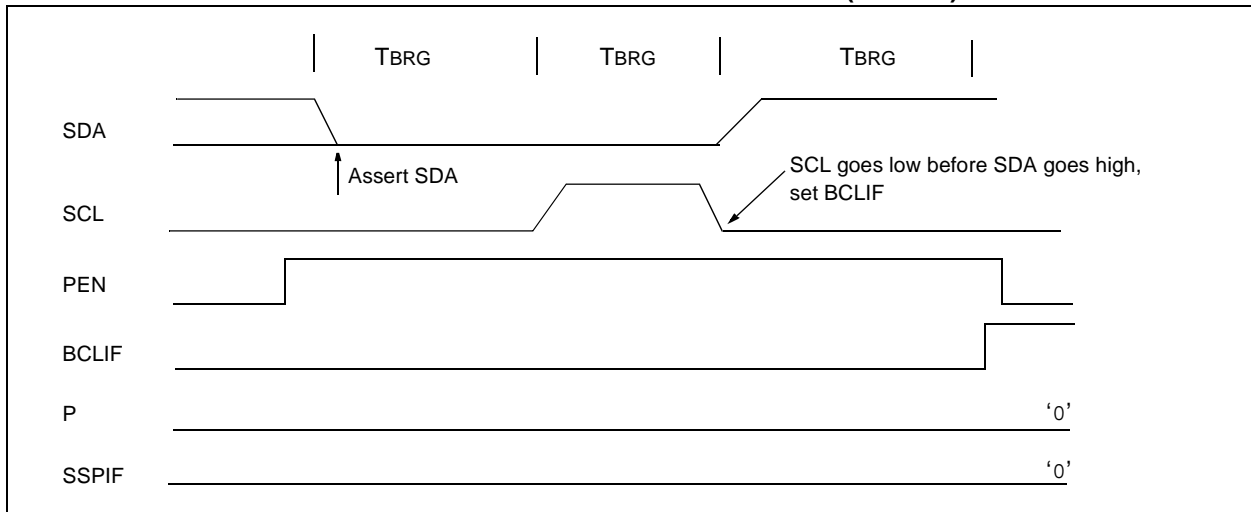 TBRG TBRG TBRG
SDA
Assert SDA
SCL goes low before SDA goes high,
set BCLIF
SCL
PEN
BCLIF
P
‘0’
SSPIF
‘0’